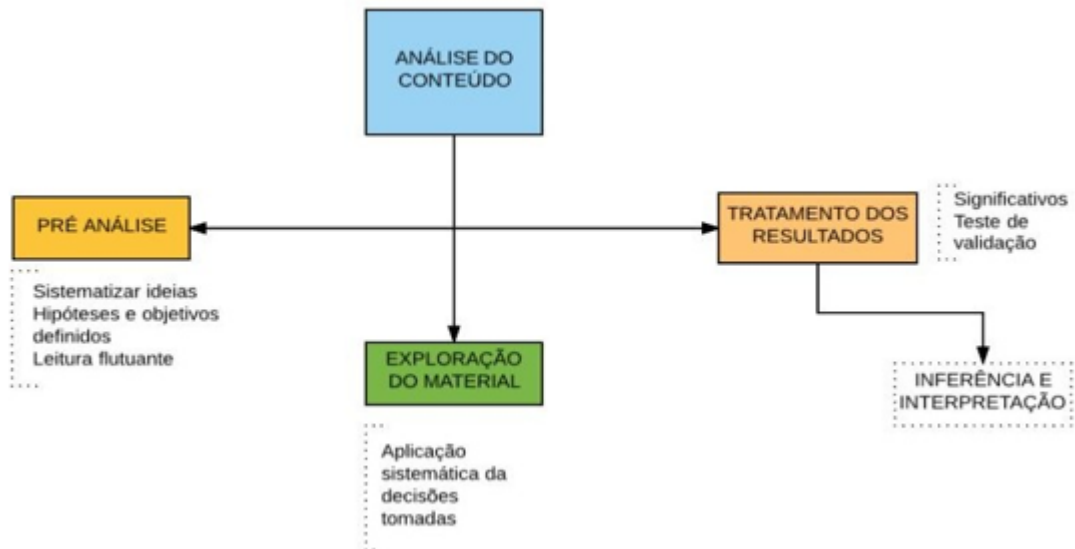 ANÁLISE DO
CONTEÚDO
PRÉ ANÁLISE
Sistematizar ideias
Hipóteses e objetivos
definidos
Leitura flutuante
EXPLORAÇÃO
DO MATERIAL
Aplicação
sistemática da
decisões
tomadas
TRATAMENTO DOS
RESULTADOS
Significativos
Teste de
validação
INFERÊNCIA E
INTERPRETAÇÃO